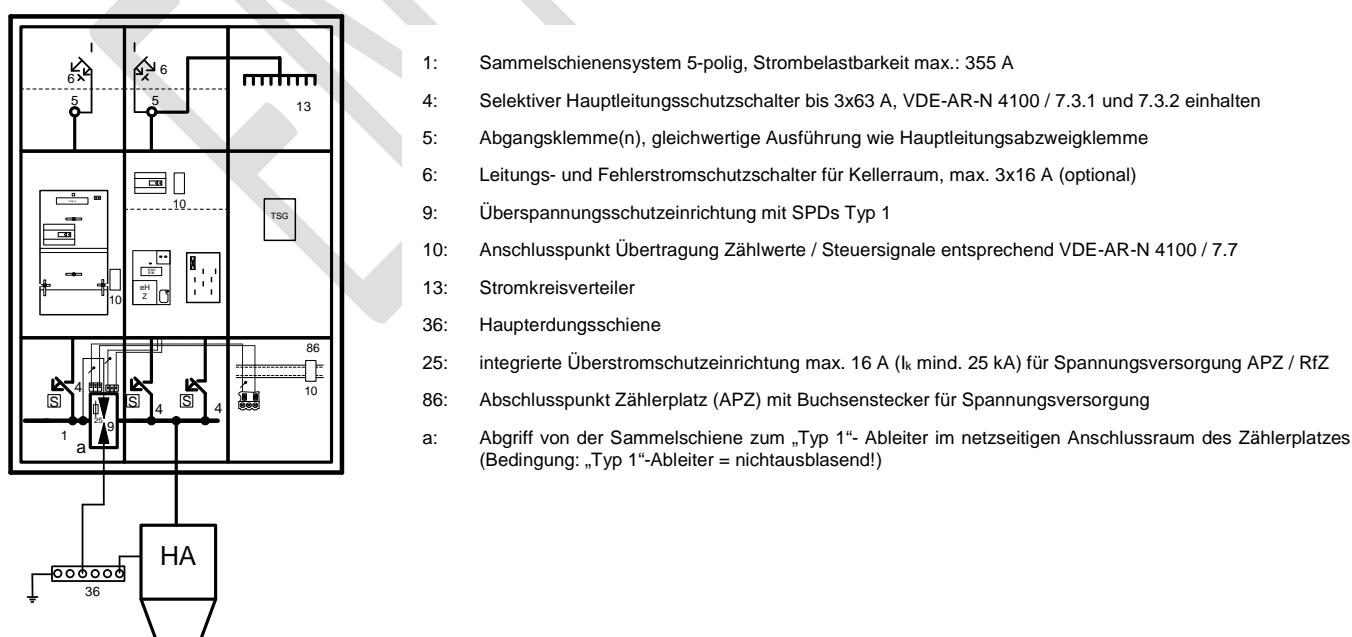 6
6
5
5
13
10
TSG
10
eH
Z
86
10
4
S
25
9
S
4
S
4
1
a
HA
36
1: Sammelschienensystem 5-polig, Strombelastbarkeit max.: 355 A
4: Selektiver Hauptleitungsschutzschalter bis 3x63 A, VDE-AR-N 4100 / 7.3.1 und 7.3.2 einhalten
5: Abgangsklemme(n), gleichwertige Ausführung wie Hauptleitungsabzweigklemme
6: Leitungs- und Fehlerstromschutzschalter für Kellerraum, max. 3x16 A (optional)
9: Überspannungsschutzeinrichtung mit SPDs Typ 1
10: Anschlusspunkt Übertragung Zählwerte / Steuersignale entsprechend VDE-AR-N 4100 / 7.7
13: Stromkreisverteiler
36: Haupterdungsschiene
25: integrierte Überstromschutzeinrichtung max. 16 A (Ik mind. 25 kA) für Spannungsversorgung APZ / RfZ
86: Abschlusspunkt Zählerplatz (APZ) mit Buchsenstecker für Spannungsversorgung
a: Abgriff von der Sammelschiene zum „Typ 1“- Ableiter im netzseitigen Anschlussraum des Zählerplatzes
(Bedingung: „Typ 1“-Ableiter = nichtausblasend!)